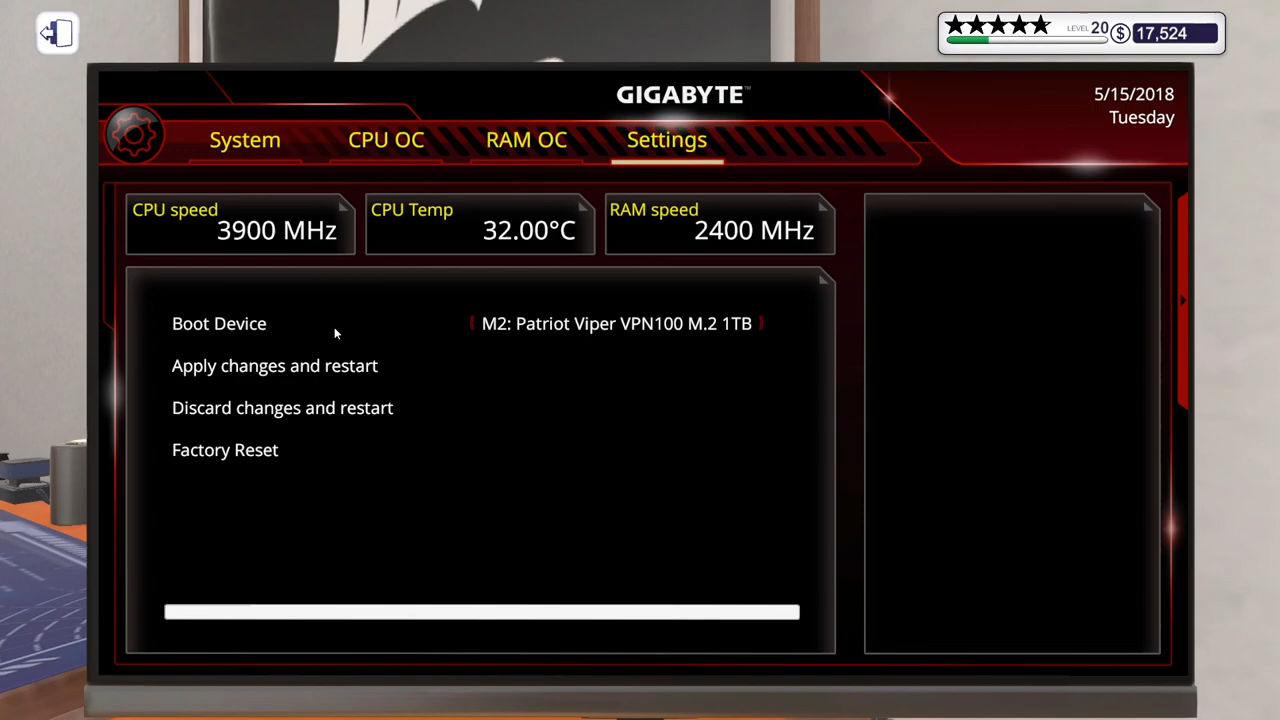 LEVEL 20 $ 17,524
GIGABYTE™
5/15/2018
Tuesday
System CPU OC RAM OC Settings
CPU speed
3900 MHz
CPU Temp
32.00°C
RAM speed
2400 MHz
Boot Device M2: Patriot Viper VPN100 M.2 1TB
Apply changes and restart
Discard changes and restart
Factory Reset